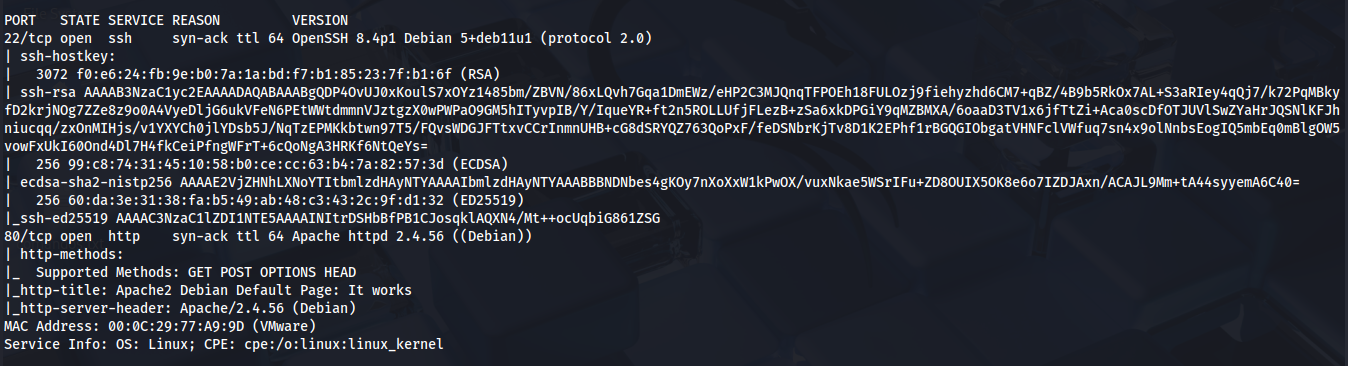 PORT   STATE SERVICE REASON         VERSION
22/tcp open  ssh     syn-ack ttl 64 OpenSSH 8.4p1 Debian 5+deb11u1 (protocol 2.0)
| ssh-hostkey:
|   3072 f0:e6:24:fb:9e:b0:7a:1a:bd:f7:b1:85:23:7f:b1:6f (RSA)
| ssh-rsa AAAAB3NzaC1yc2EAAAADAQABAAABgQDP4OvUJ0xKoulS7xOYz1485bm/ZBVN/86xLQvh7Gqa1DmEWz/eHP2C3MJQnqTFPOEh18FULOzj9fiehyzhd6CM7+qBZ/4B9b5RkOx7AL+S3aRIey4qQj7/k72PqMBky
fD2krjNOg7ZZe8z9o0A4VyeDljG6ukVFeN6PEtWWtdmmnVJztgzX0wPWPaO9GM5hITyvpIB/Y/IqueYR+ft2n5ROLLUfjFLezB+zSa6xkDPGiY9qMZBMXA/6oaaD3TV1x6jfTtZi+Aca0scDfOTJUVlSwZYaHrJQSNlKFJh
niucqq/zxOnMIHjs/v1YXYCh0jlYDsb5J/NqTzEPMKkbtwn97T5/FQvsWDGJFTtxvCCrInmnUHB+cG8dSRYQZ763QoPxF/feDSNbrKjTv8D1K2EPhf1rBGQGIObgatVHNFclVWfuq7sn4x9olNnbsEogIQ5mbEq0mBlgOW5
vowFxUkI60Ond4Dl7H4fkCeiPfngWFrT+6cQoNgA3HRKf6NtQeYs=
|   256 99:c8:74:31:45:10:58:b0:ce:cc:63:b4:7a:82:57:3d (ECDSA)
| ecdsa-sha2-nistp256 AAAAE2VjZHNhLXNoYTItbmlzdHAyNTYAAAAIbmlzdHAyNTYAAABBBNDNbes4gKOy7nXoXxW1kPwOX/vuxNkae5WSrIFu+ZD8OUIX5OK8e6o7IZDJAxn/ACAJL9Mm+tA44syyemA6C40=
|   256 60:da:3e:31:38:fa:b5:49:ab:48:c3:43:2c:9f:d1:32 (ED25519)
|_ssh-ed25519 AAAAC3NzaC1lZDI1NTE5AAAAINItrDSHbBfPB1CJosqklAQXN4/Mt++ocUqbiG861ZSG
80/tcp open  http    syn-ack ttl 64 Apache httpd 2.4.56 ((Debian))
| http-methods:
|_  Supported Methods: GET POST OPTIONS HEAD
|_http-title: Apache2 Debian Default Page: It works
|_http-server-header: Apache/2.4.56 (Debian)
MAC Address: 00:0C:29:77:A9:9D (VMware)
Service Info: OS: Linux; CPE: cpe:/o:linux:linux_kernel